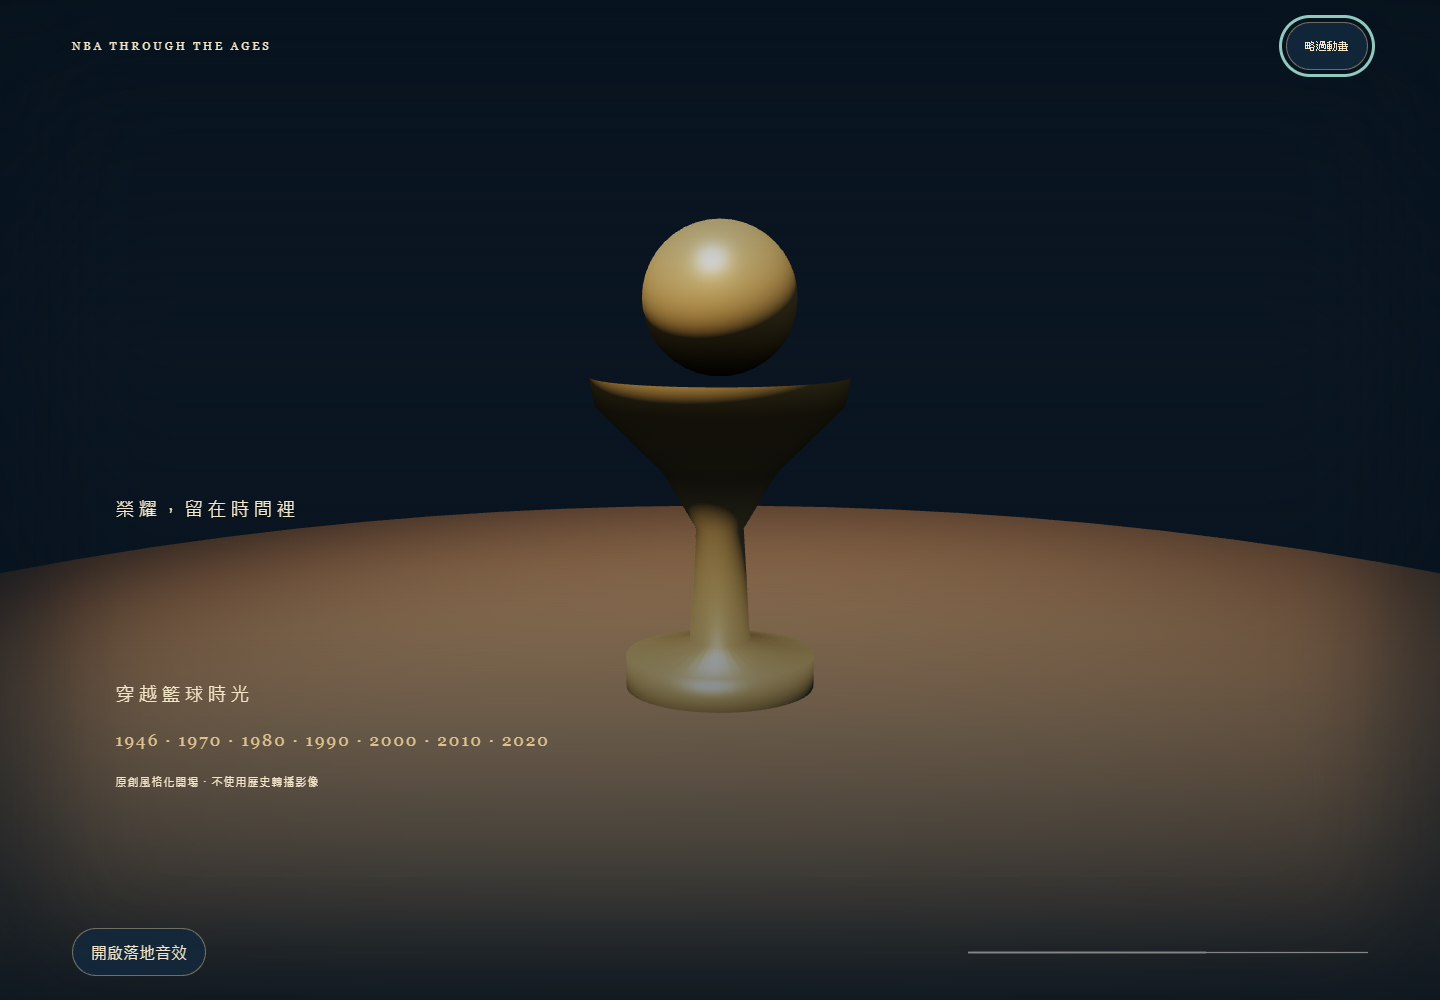 NBA THROUGH THE AGES
略過動畫
榮耀，留在時間裡
穿越籃球時光
1946 · 1970 · 1980 · 1990 · 2000 · 2010 · 2020
原創風格化開場 · 不使用歷史轉播影像
開啟落地音效